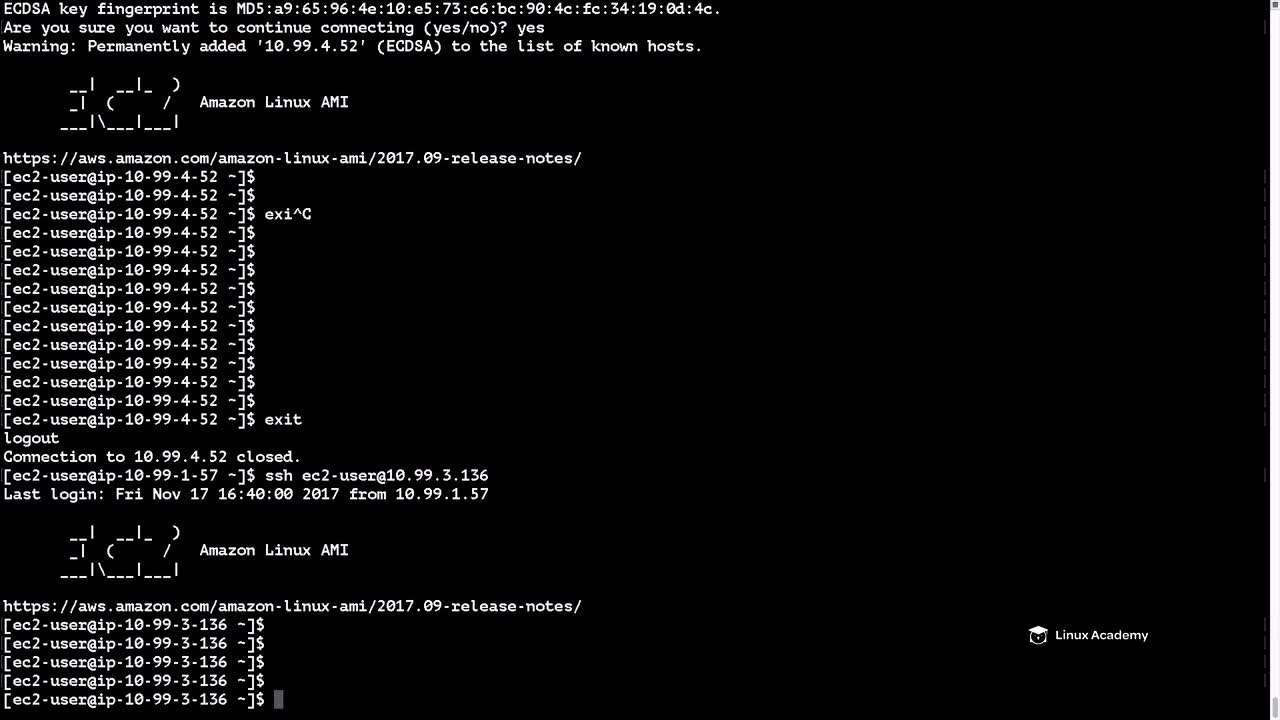 ECDSA key fingerprint is MD5:a9:65:96:4e:10:e5:73:c6:bc:90:4c:fc:34:19:0d:4c.
Are you sure you want to continue connecting (yes/no)? yes
Warning: Permanently added '10.99.4.52' (ECDSA) to the list of known hosts.

       __|  __|_  )
       _|  (     /   Amazon Linux AMI
      ___|\___|___|

https://aws.amazon.com/amazon-linux-ami/2017.09-release-notes/
[ec2-user@ip-10-99-4-52 ~]$
[ec2-user@ip-10-99-4-52 ~]$
[ec2-user@ip-10-99-4-52 ~]$ exi^C
[ec2-user@ip-10-99-4-52 ~]$
[ec2-user@ip-10-99-4-52 ~]$
[ec2-user@ip-10-99-4-52 ~]$
[ec2-user@ip-10-99-4-52 ~]$
[ec2-user@ip-10-99-4-52 ~]$
[ec2-user@ip-10-99-4-52 ~]$
[ec2-user@ip-10-99-4-52 ~]$
[ec2-user@ip-10-99-4-52 ~]$
[ec2-user@ip-10-99-4-52 ~]$
[ec2-user@ip-10-99-4-52 ~]$
[ec2-user@ip-10-99-4-52 ~]$ exit
logout
Connection to 10.99.4.52 closed.
[ec2-user@ip-10-99-1-57 ~]$ ssh ec2-user@10.99.3.136
Last login: Fri Nov 17 16:40:00 2017 from 10.99.1.57

       __|  __|_  )
       _|  (     /   Amazon Linux AMI
      ___|\___|___|

https://aws.amazon.com/amazon-linux-ami/2017.09-release-notes/
[ec2-user@ip-10-99-3-136 ~]$
[ec2-user@ip-10-99-3-136 ~]$
[ec2-user@ip-10-99-3-136 ~]$
[ec2-user@ip-10-99-3-136 ~]$
[ec2-user@ip-10-99-3-136 ~]$
Linux Academy